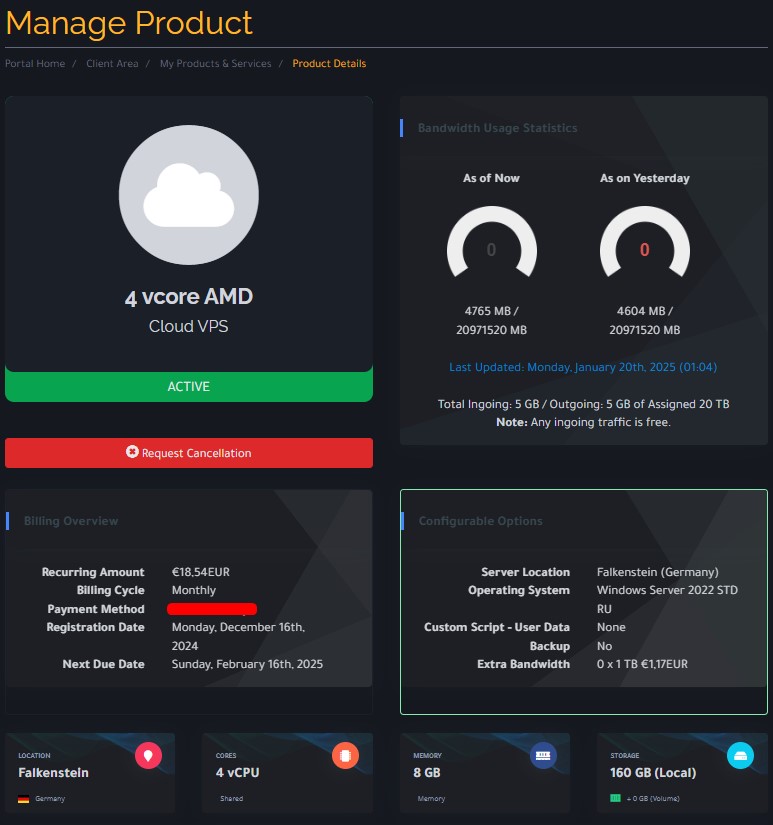 Manage Product
Portal Home / Client Area / My Products & Services / Product Details
4 vcore AMD
Cloud VPS
ACTIVE
Request Cancellation
Bandwidth Usage Statistics
As of Now
0
4765 MB /
20971520 MB
As on Yesterday
0
4604 MB /
20971520 MB
Last Updated: Monday, January 20th, 2025 (01:04)
Total Ingoing: 5 GB / Outgoing: 5 GB of Assigned 20 TB
Note: Any ingoing traffic is free.
Billing Overview
Recurring Amount €18,54EUR
Billing Cycle Monthly
Payment Method
Registration Date Monday, December 16th,
2024
Next Due Date Sunday, February 16th, 2025
Configurable Options
Server Location Falkenstein (Germany)
Operating System Windows Server 2022 STD
RU
Custom Script - User Data None
Backup No
Extra Bandwidth 0 x 1 TB €1,17EUR
LOCATION
Falkenstein
Germany
CORES
4 vCPU
Shared
MEMORY
8 GB
Memory
STORAGE
160 GB (Local)
+ 0 GB (Volume)